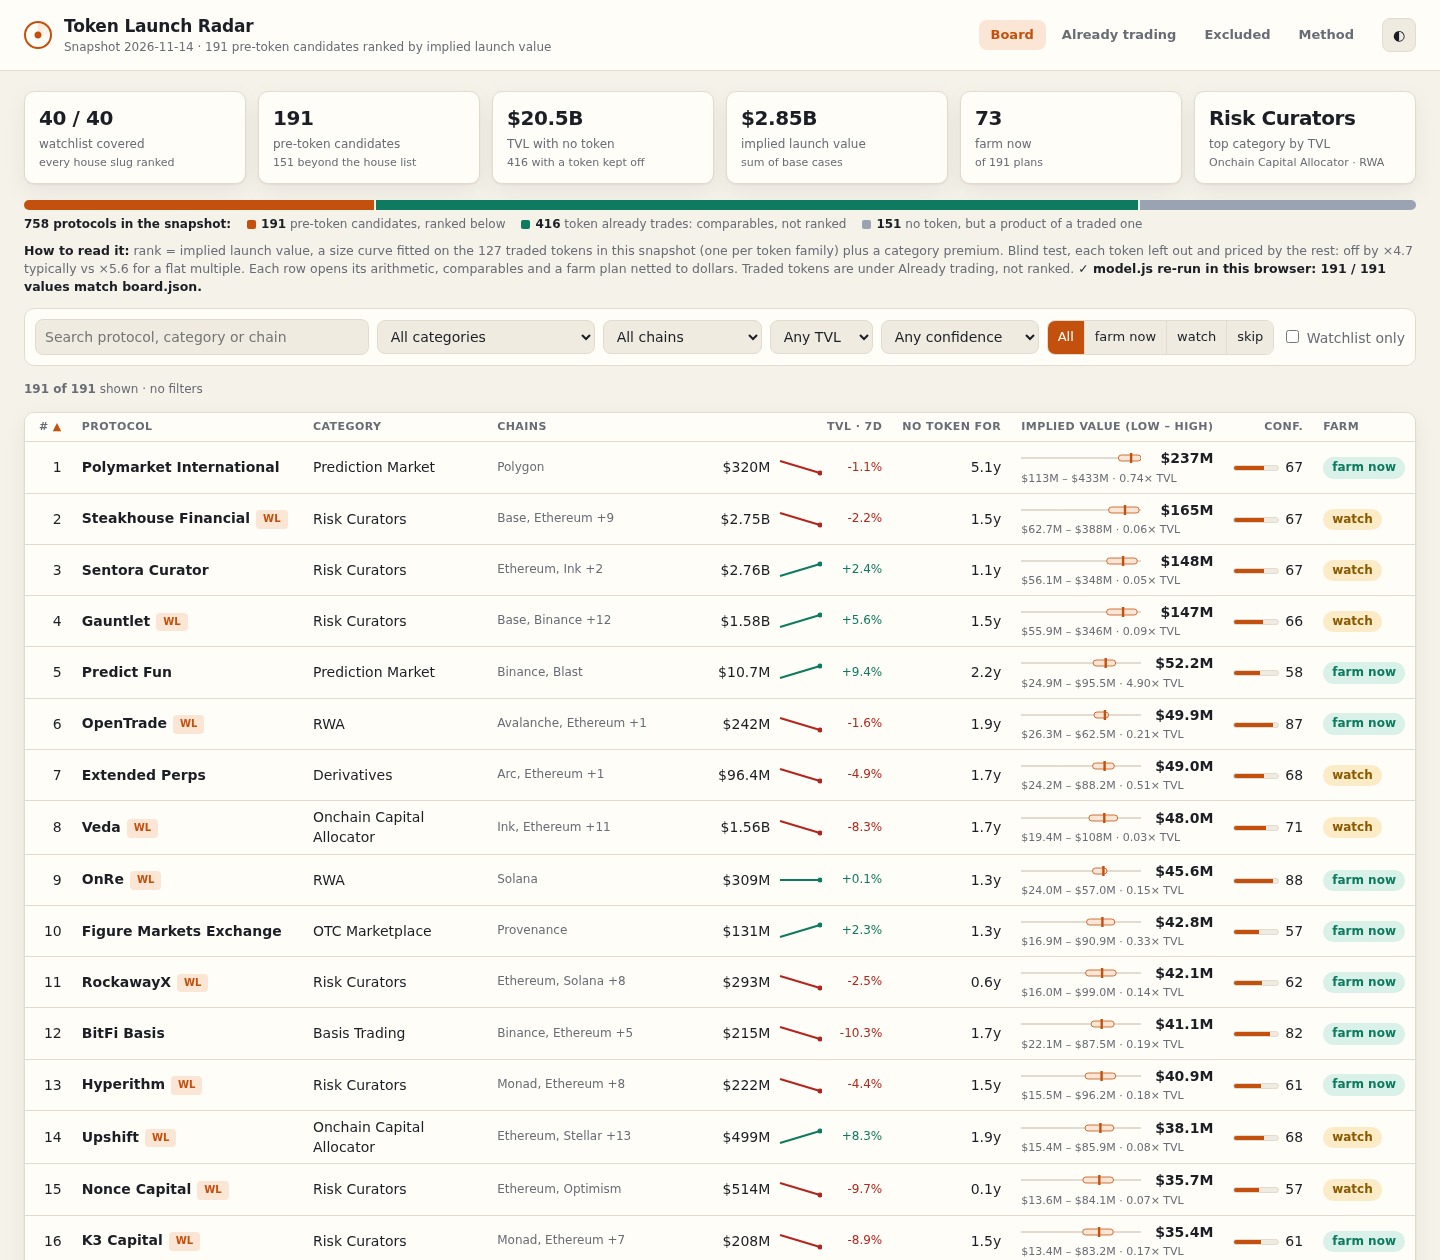 Token Launch Radar
Snapshot 2026-11-14 · 191 pre-token candidates ranked by implied launch value
Board Already trading Excluded Method ◐
40 / 40
watchlist covered
every house slug ranked
191
pre-token candidates
151 beyond the house list
$20.5B
TVL with no token
416 with a token kept off
$2.85B
implied launch value
sum of base cases
73
farm now
of 191 plans
Risk Curators
top category by TVL
Onchain Capital Allocator · RWA
758 protocols in the snapshot: 191 pre-token candidates, ranked below 416 token already trades: comparables, not ranked 151 no token, but a product of a traded one
How to read it: rank = implied launch value, a size curve fitted on the 127 traded tokens in this snapshot (one per token family) plus a category premium. Blind test, each token left out and priced by the rest: off by ×4.7
typically vs ×5.6 for a flat multiple. Each row opens its arithmetic, comparables and a farm plan netted to dollars. Traded tokens are under Already trading, not ranked. ✓ model.js re-run in this browser: 191 / 191
values match board.json.
Search protocol, category or chain All categories All chains Any TVL Any confidence All farm now watch skip Watchlist only
191 of 191 shown · no filters
# ▲ PROTOCOL CATEGORY CHAINS TVL · 7D NO TOKEN FOR IMPLIED VALUE (LOW – HIGH) CONF. FARM
1 Polymarket International Prediction Market Polygon $320M -1.1% 5.1y $237M 67 farm now
$113M – $433M · 0.74× TVL
2 Steakhouse Financial WL Risk Curators Base, Ethereum +9 $2.75B -2.2% 1.5y $165M 67 watch
$62.7M – $388M · 0.06× TVL
3 Sentora Curator Risk Curators Ethereum, Ink +2 $2.76B +2.4% 1.1y $148M 67 watch
$56.1M – $348M · 0.05× TVL
4 Gauntlet WL Risk Curators Base, Binance +12 $1.58B +5.6% 1.5y $147M 66 watch
$55.9M – $346M · 0.09× TVL
5 Predict Fun Prediction Market Binance, Blast $10.7M +9.4% 2.2y $52.2M 58 farm now
$24.9M – $95.5M · 4.90× TVL
6 OpenTrade WL RWA Avalanche, Ethereum +1 $242M -1.6% 1.9y $49.9M 87 farm now
$26.3M – $62.5M · 0.21× TVL
7 Extended Perps Derivatives Arc, Ethereum +1 $96.4M -4.9% 1.7y $49.0M 68 watch
$24.2M – $88.2M · 0.51× TVL
8 Veda WL Onchain Capital Allocator Ink, Ethereum +11 $1.56B -8.3% 1.7y $48.0M 71 watch
$19.4M – $108M · 0.03× TVL
9 OnRe WL RWA Solana $309M +0.1% 1.3y $45.6M 88 farm now
$24.0M – $57.0M · 0.15× TVL
10 Figure Markets Exchange OTC Marketplace Provenance $131M +2.3% 1.3y $42.8M 57 farm now
$16.9M – $90.9M · 0.33× TVL
11 RockawayX WL Risk Curators Ethereum, Solana +8 $293M -2.5% 0.6y $42.1M 62 farm now
$16.0M – $99.0M · 0.14× TVL
12 BitFi Basis Basis Trading Binance, Ethereum +5 $215M -10.3% 1.7y $41.1M 82 farm now
$22.1M – $87.5M · 0.19× TVL
13 Hyperithm WL Risk Curators Monad, Ethereum +8 $222M -4.4% 1.5y $40.9M 61 farm now
$15.5M – $96.2M · 0.18× TVL
14 Upshift WL Onchain Capital Allocator Ethereum, Stellar +13 $499M +8.3% 1.9y $38.1M 68 watch
$15.4M – $85.9M · 0.08× TVL
15 Nonce Capital WL Risk Curators Ethereum, Optimism $514M -9.7% 0.1y $35.7M 57 watch
$13.6M – $84.1M · 0.07× TVL
16 K3 Capital WL Risk Curators Monad, Ethereum +7 $208M -8.9% 1.5y $35.4M 61 farm now
$13.4M – $83.2M · 0.17× TVL